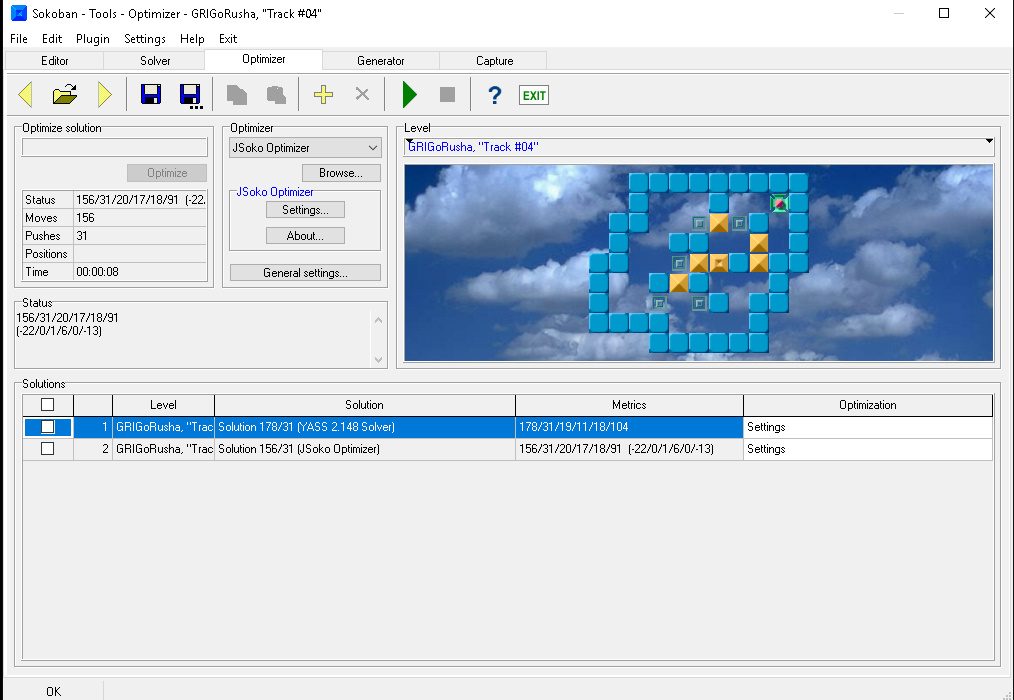 Sokoban - Tools - Optimizer - GRIGoRusha, "Track #04"
File Edit Plugin Settings Help Exit
Editor Solver Optimizer Generator Capture
? EXIT
Optimize solution
Optimize
Status 156/31/20/17/18/91 (-22,
Moves 156
Pushes 31
Positions
Time 00:00:08
Optimizer
JSoko Optimizer
Browse...
JSoko Optimizer
Settings...
About...
General settings...
Level
GRIGoRusha, "Track #04"
Status
156/31/20/17/18/91
(-22/0/1/6/0/-13)
Solutions
Level Solution Metrics Optimization
1 GRIGoRusha, "Trac Solution 178/31 (YASS 2.148 Solver) 178/31/19/11/18/104 Settings
2 GRIGoRusha, "Trac Solution 156/31 (JSoko Optimizer) 156/31/20/17/18/91 (-22/0/1/6/0/-13) Settings
OK